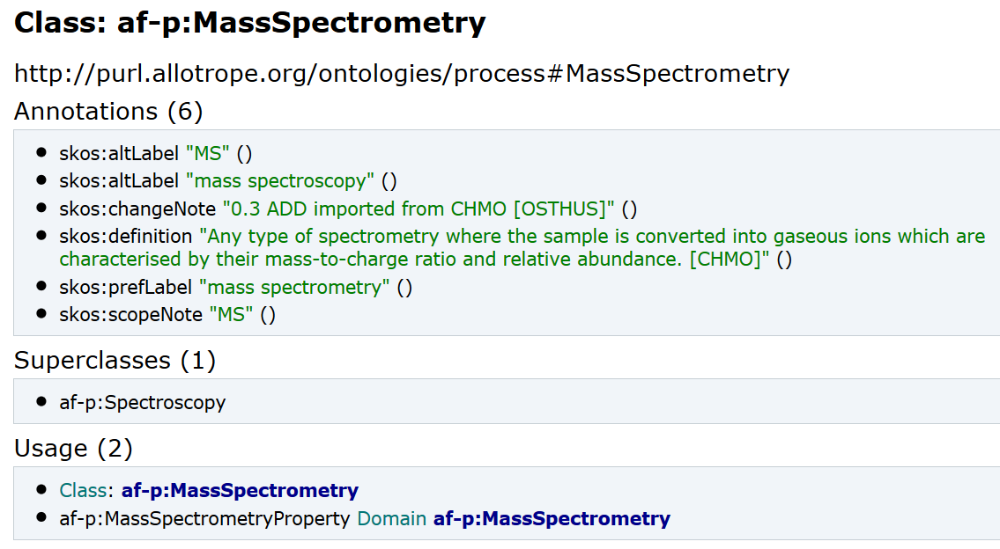 Class: af-p:MassSpectrometry
http://purl.allotrope.org/ontologies/process#MassSpectrometry
Annotations (6)
● skos:altLabel "MS" ()
● skos:altLabel "mass spectroscopy" ()
● skos:changeNote "0.3 ADD imported from CHMO [OSTHUS]" ()
● skos:definition "Any type of spectrometry where the sample is converted into gaseous ions which are
characterised by their mass-to-charge ratio and relative abundance. [CHMO]" ()
● skos:prefLabel "mass spectrometry" ()
● skos:scopeNote "MS" ()
Superclasses (1)
● af-p:Spectroscopy
Usage (2)
● Class: af-p:MassSpectrometry
● af-p:MassSpectrometryProperty Domain af-p:MassSpectrometry